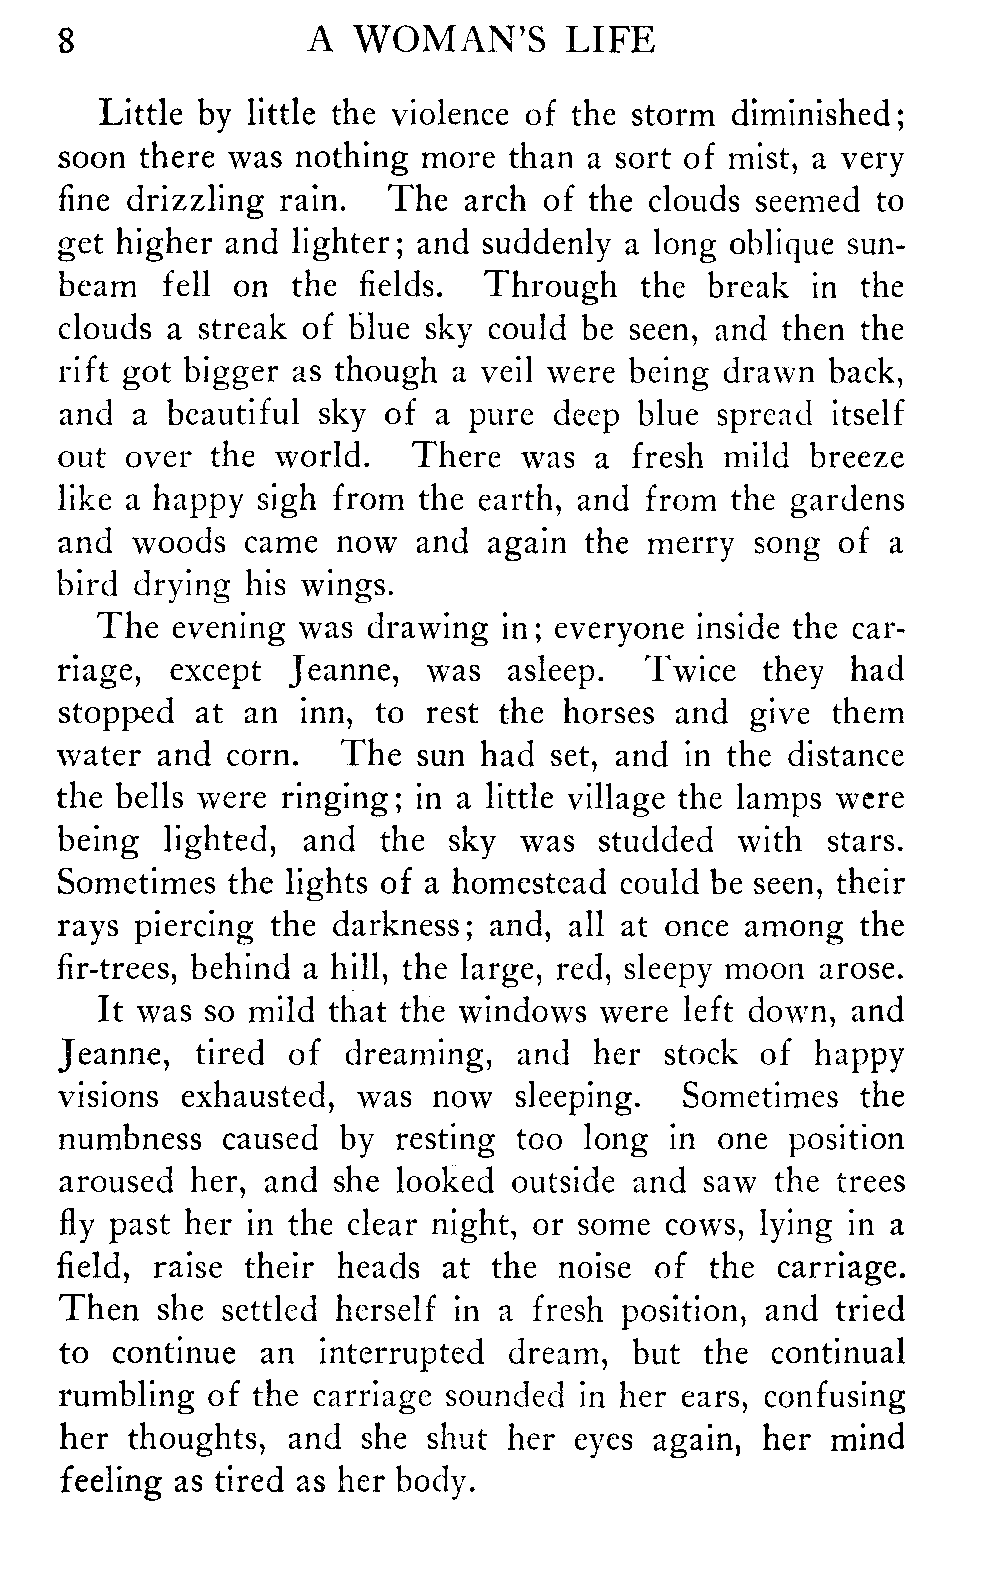 8 A WOMAN'S LIFE
Little by little the violence of the storm diminished;
soon there was nothing more than a sort of mist, a very
fine drizzling rain. The arch of the clouds seemed to
get higher and lighter; and suddenly a long oblique sun-
beam fell on the fields. Through the break in the
clouds a streak of blue sky could be seen, and then the
rift got bigger as though a veil were being drawn back,
and a beautiful sky of a pure deep blue spread itself
out over the world. There was a fresh mild breeze
like a happy sigh from the earth, and from the gardens
and woods came now and again the merry song of a
bird drying his wings.
The evening was drawing in; everyone inside the car-
riage, except Jeanne, was asleep. Twice they had
stopped at an inn, to rest the horses and give them
water and corn. The sun had set, and in the distance
the bells were ringing; in a little village the lamps were
being lighted, and the sky was studded with stars.
Sometimes the lights of a homestead could be seen, their
rays piercing the darkness; and, all at once among the
fir-trees, behind a hill, the large, red, sleepy moon arose.
It was so mild that the windows were left down, and
Jeanne, tired of dreaming, and her stock of happy
visions exhausted, was now sleeping. Sometimes the
numbness caused by resting too long in one position
aroused her, and she looked outside and saw the trees
fly past her in the clear night, or some cows, lying in a
field, raise their heads at the noise of the carriage.
Then she settled herself in a fresh position, and tried
to continue an interrupted dream, but the continual
rumbling of the carriage sounded in her ears, confusing
her thoughts, and she shut her eyes again, her mind
feeling as tired as her body.